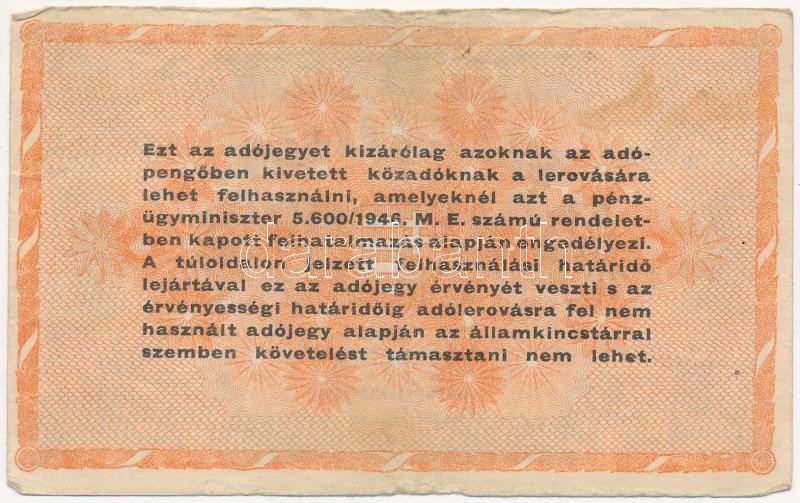 Ezt az adójegyet kizárólag azoknak az adó-
pengőben kivetett közadóknak a lerovására
lehet felhasználni, amelyeknél azt a pénz-
ügyminiszter 5.600/1946. M. E. számú rendelet-
ben kapott felhatalmazás alapján engedélyezi.
A túloldalon jelzett felhasználási határidő
lejártával ez az adójegy érvényét veszti s az
érvényességi határidőig adólerovásra fel nem
használt adójegy alapján az államkincstárral
szemben követelést támasztani nem lehet.
darabanth